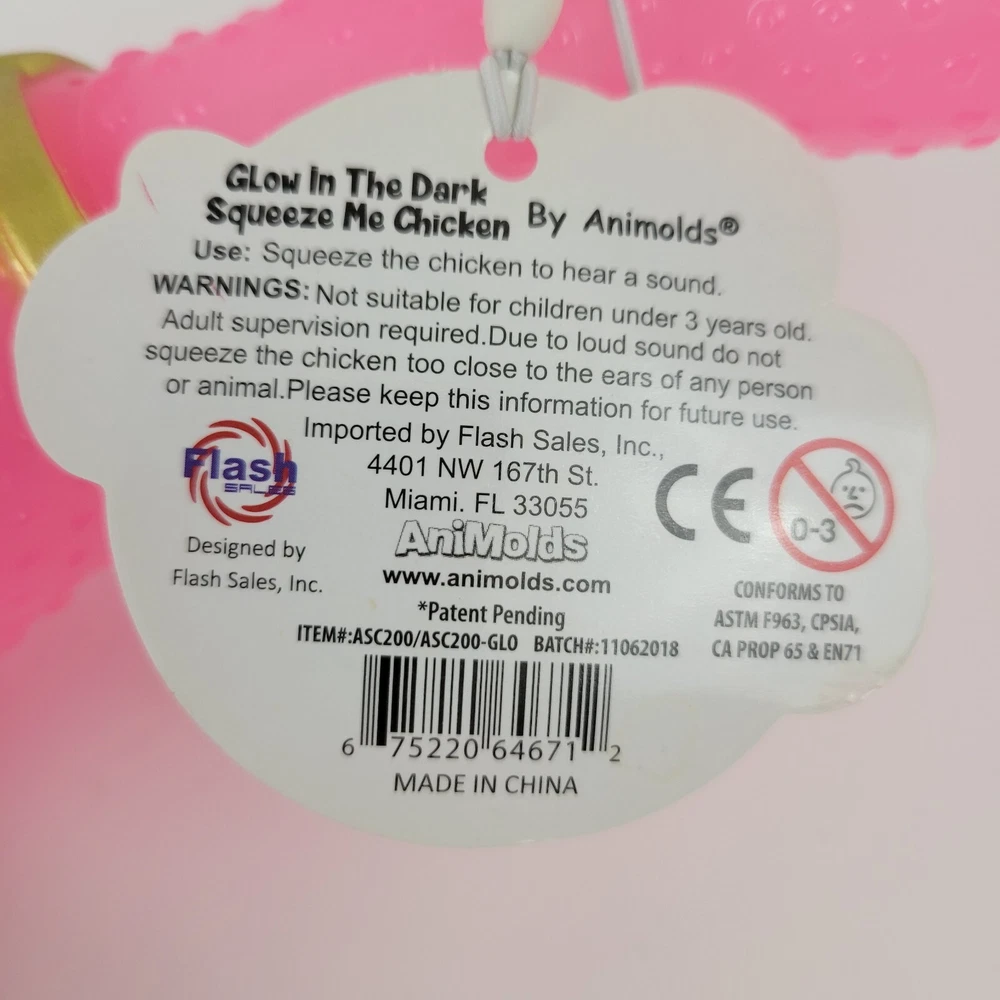 Glow In The Dark
Squeeze Me Chicken By Animolds®
Use: Squeeze the chicken to hear a sound.
WARNINGS: Not suitable for children under 3 years old.
Adult supervision required.Due to loud sound do not
squeeze the chicken too close to the ears of any person
or animal.Please keep this information for future use.
Imported by Flash Sales, Inc.,
4401 NW 167th St.
Miami. FL 33055
Flash
SALES
Designed by
Flash Sales, Inc.
AniMolds
www.animolds.com
*Patent Pending
ITEM#:ASC200/ASC200-GLO BATCH#:11062018
CE
0-3
CONFORMS TO
ASTM F963, CPSIA,
CA PROP 65 & EN71
6 75220 64671 2
MADE IN CHINA